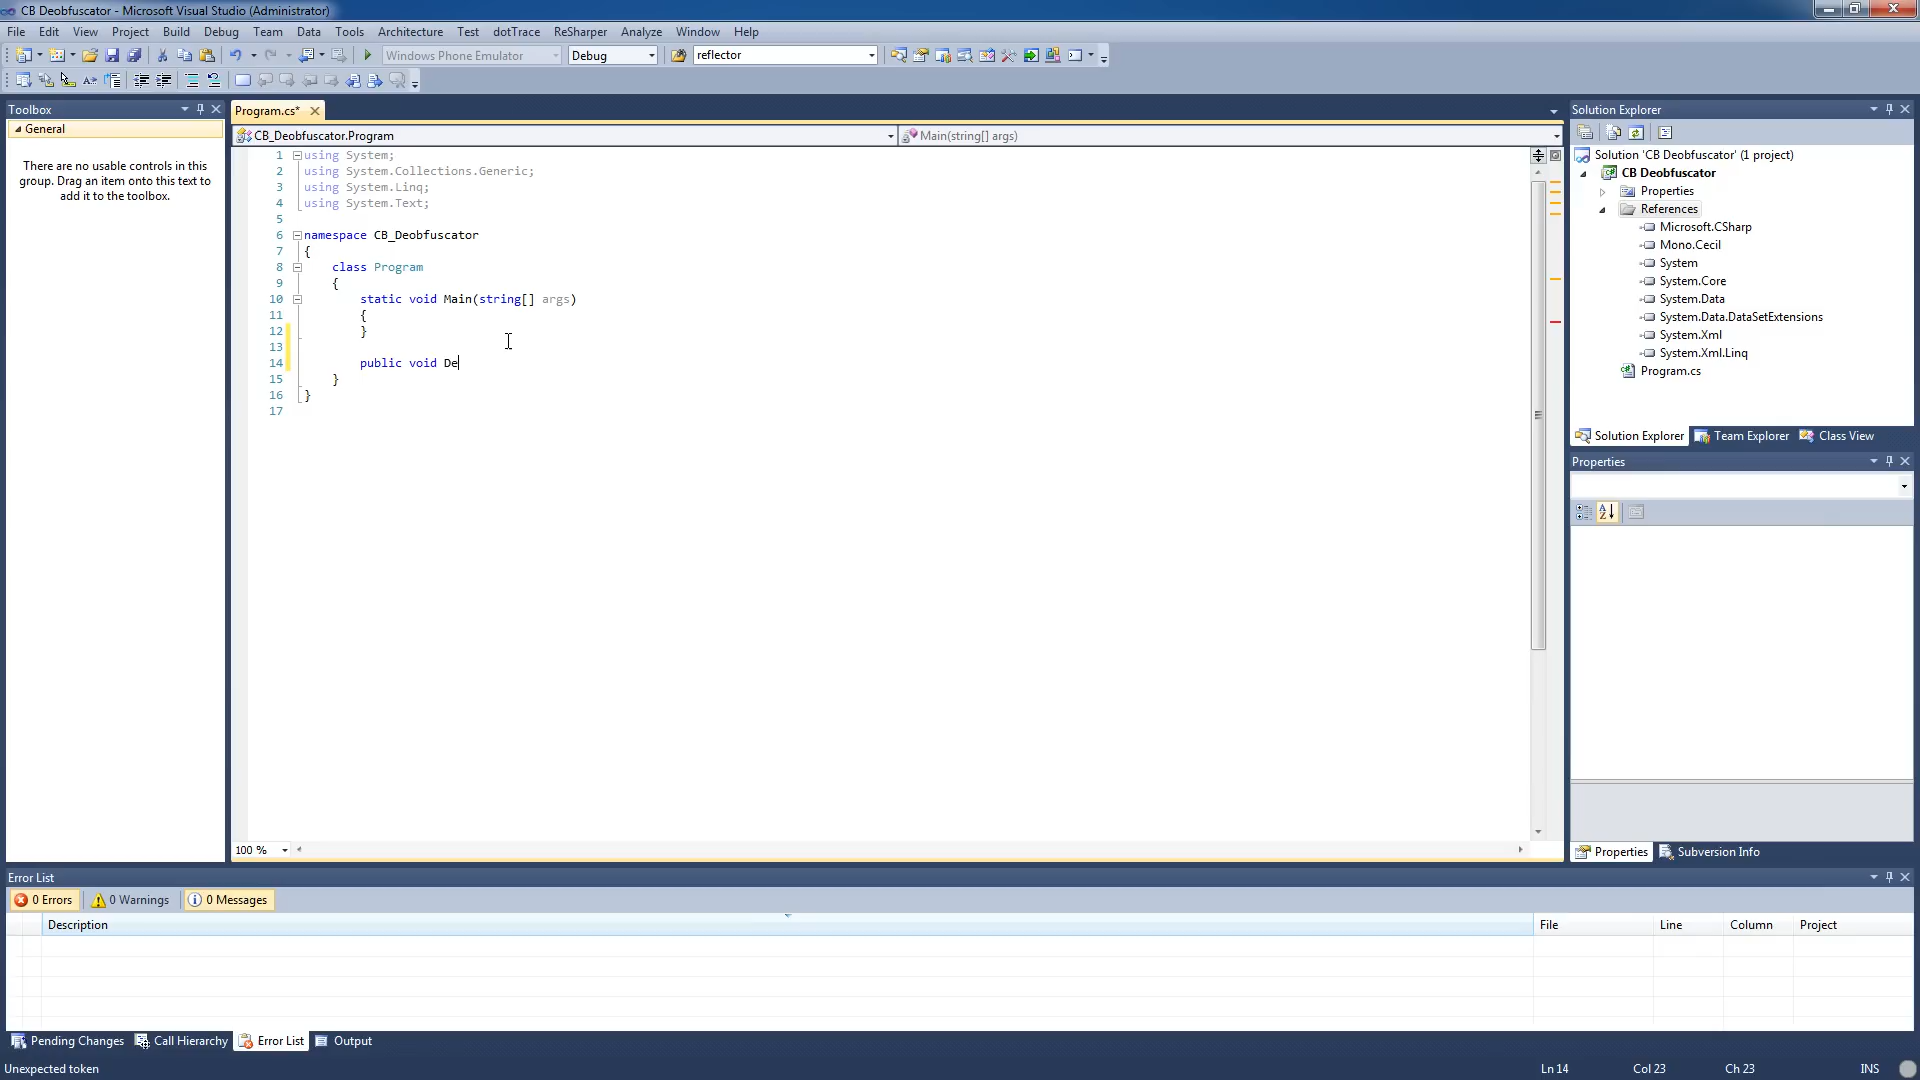 CB Deobfuscator - Microsoft Visual Studio (Administrator)
File Edit View Project Build Debug Team Data Tools Architecture Test dotTrace ReSharper Analyze Window Help
Windows Phone Emulator Debug reflector
Toolbox
General
There are no usable controls in this
group. Drag an item onto this text to
add it to the toolbox.
Program.cs*
CB_Deobfuscator.Program Main(string[] args)
1 using System;
2 using System.Collections.Generic;
3 using System.Linq;
4 using System.Text;
5
6 namespace CB_Deobfuscator
7 {
8 class Program
9 {
10 static void Main(string[] args)
11 {
12 }
13
14 public void De
15 }
16 }
17
100 %
Solution Explorer
Solution 'CB Deobfuscator' (1 project)
CB Deobfuscator
Properties
References
Microsoft.CSharp
Mono.Cecil
System
System.Core
System.Data
System.Data.DataSetExtensions
System.Xml
System.Xml.Linq
Program.cs
Solution Explorer Team Explorer Class View
Properties
Properties Subversion Info
Error List
0 Errors 0 Warnings 0 Messages
Description File Line Column Project
Pending Changes Call Hierarchy Error List Output
Unexpected token Ln 14 Col 23 Ch 23 INS